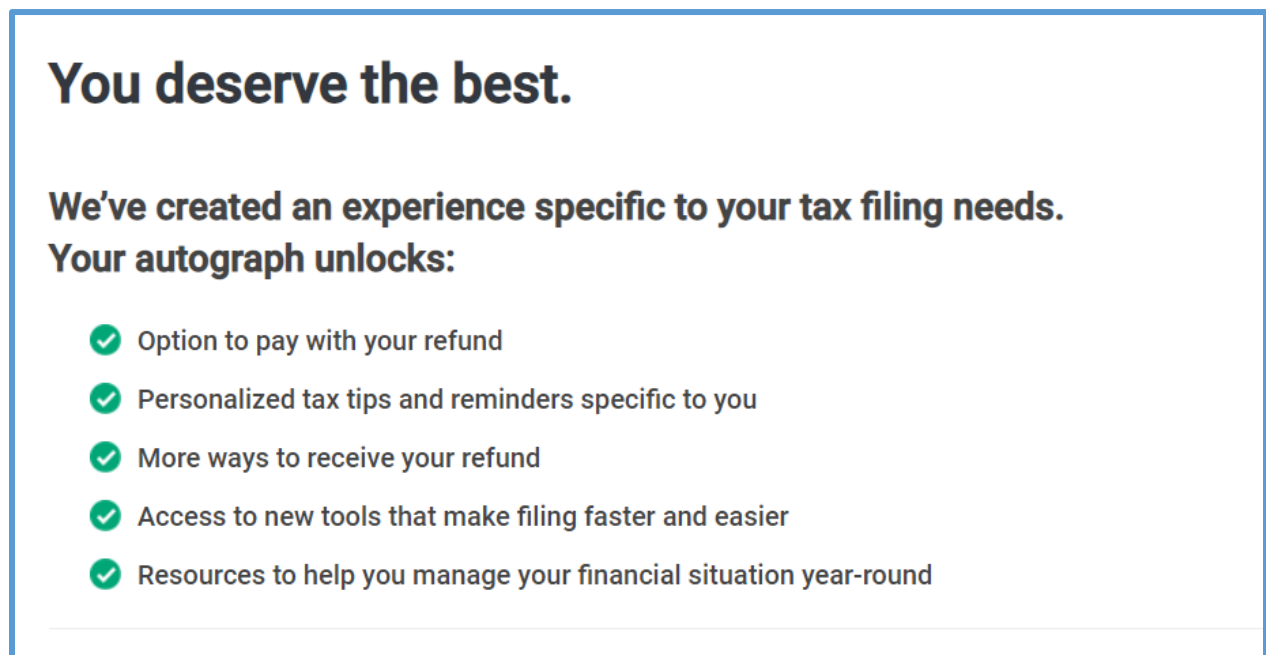 You deserve the best.
We’ve created an experience specific to your tax filing needs.
Your autograph unlocks:
Option to pay with your refund
Personalized tax tips and reminders specific to you
More ways to receive your refund
Access to new tools that make filing faster and easier
Resources to help you manage your financial situation year-round